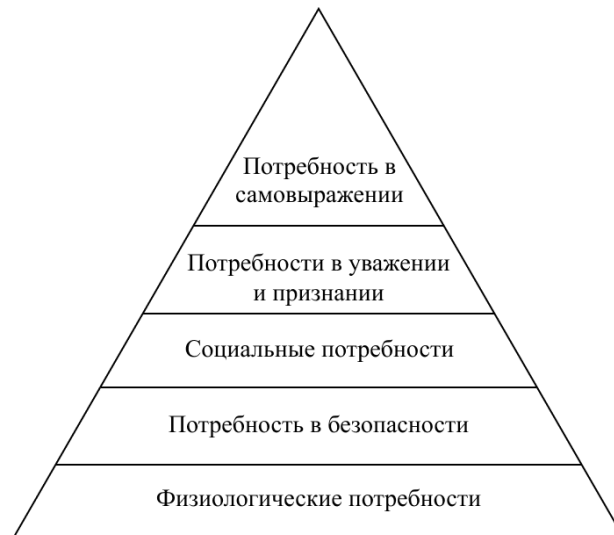 Потребность в
самовыражении
Потребности в уважении
и признании
Социальные потребности
Потребность в безопасности
Физиологические потребности